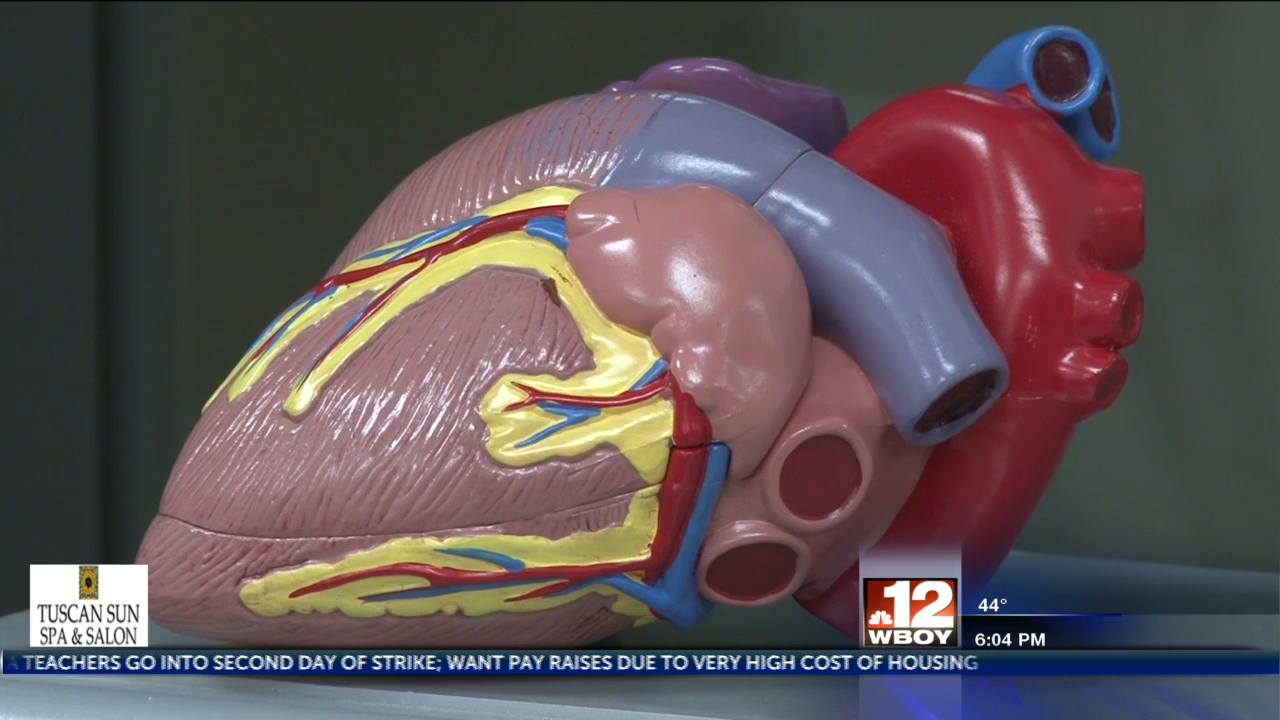 TUSCAN SUN
SPA & SALON
12
WBOY
44°
6:04 PM
TEACHERS GO INTO SECOND DAY OF STRIKE; WANT PAY RAISES DUE TO VERY HIGH COST OF HOUSING